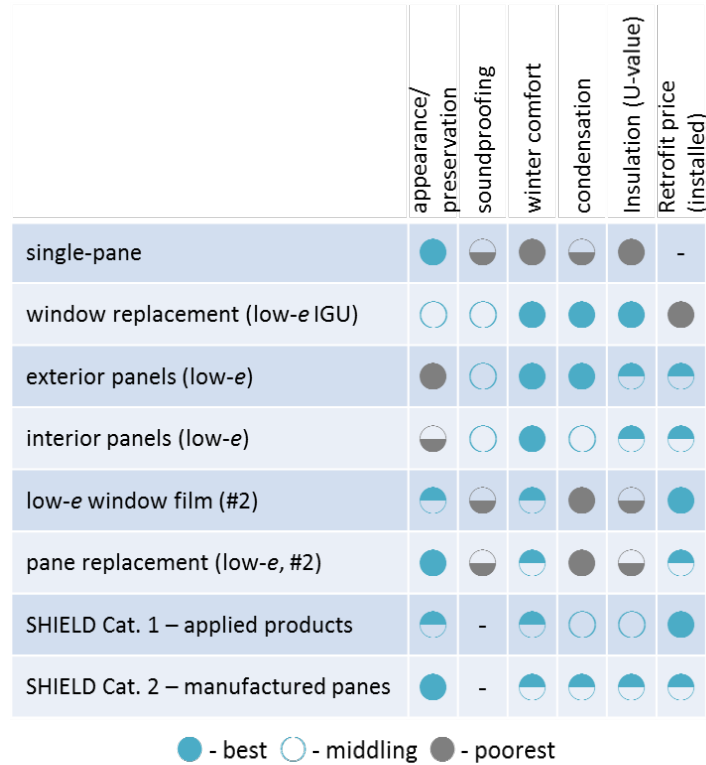 appearance/
preservation
soundproofing
winter comfort
condensation
Insulation (U-value)
Retrofit price
(installed)
single-pane
-
window replacement (low-e IGU)
exterior panels (low-e)
interior panels (low-e)
low-e window film (#2)
pane replacement (low-e, #2)
SHIELD Cat. 1 – applied products
-
SHIELD Cat. 2 – manufactured panes
-
- best - middling - poorest